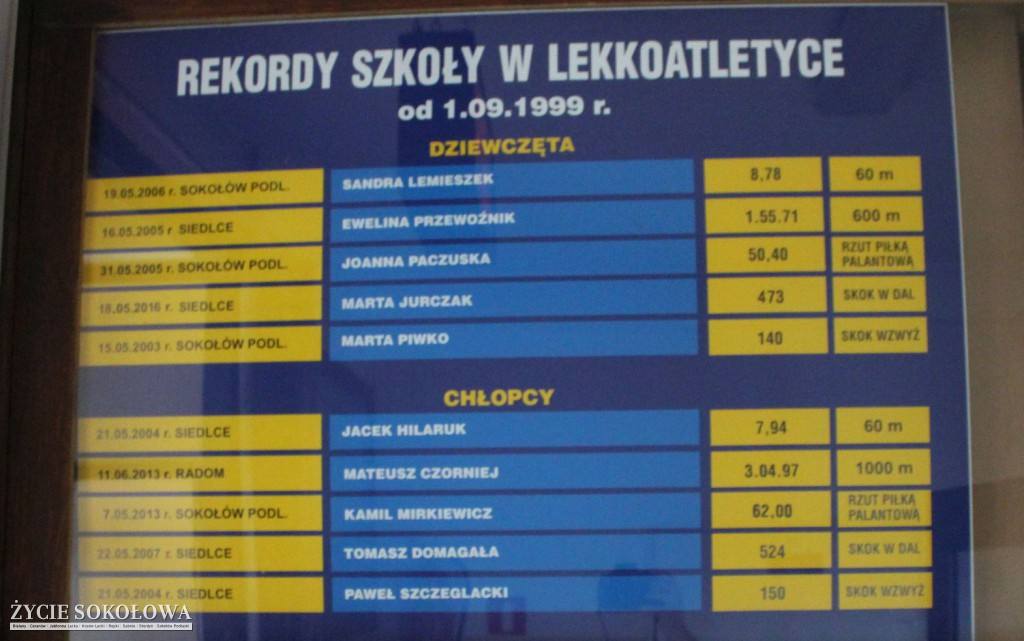 REKORDY SZKOŁY W LEKKOATLETYCE
od 1.09.1999 r.
DZIEWCZĘTA
19.05.2006 r. SOKOŁÓW PODL. SANDRA LEMIESZEK 8,78 60 m
16.05.2005 r SIEDLCE EWELINA PRZEWOŹNIK 1.55.71 600 m
31.05.2005 r. SOKOŁÓW PODL. JOANNA PACZUSKA 50,40 RZUT PIŁKĄ
PALANTOWĄ
18.05.2016 r. SIEDLCE MARTA JURCZAK 473 SKOK W DAL
15.05.2003 r. SOKOŁÓW PODL. MARTA PIWKO 140 SKOK WZWYŻ
CHŁOPCY
21.05.2004 r. SIEDLCE JACEK HILARUK 7,94 60 m
11.06.2013 r. RADOM MATEUSZ CZORNIEJ 3.04.97 1000 m
7.05.2013 r. SOKOŁÓW PODL. KAMIL MIRKIEWICZ 62,00 RZUT PIŁKĄ
PALANTOWĄ
22.05.2007 r. SIEDLCE TOMASZ DOMAGAŁA 524 SKOK W DAL
21.05.2004 r. SIEDLCE PAWEŁ SZCZEGLACKI 150 SKOK WZWYŻ
ŻYCIE SOKOŁOWA